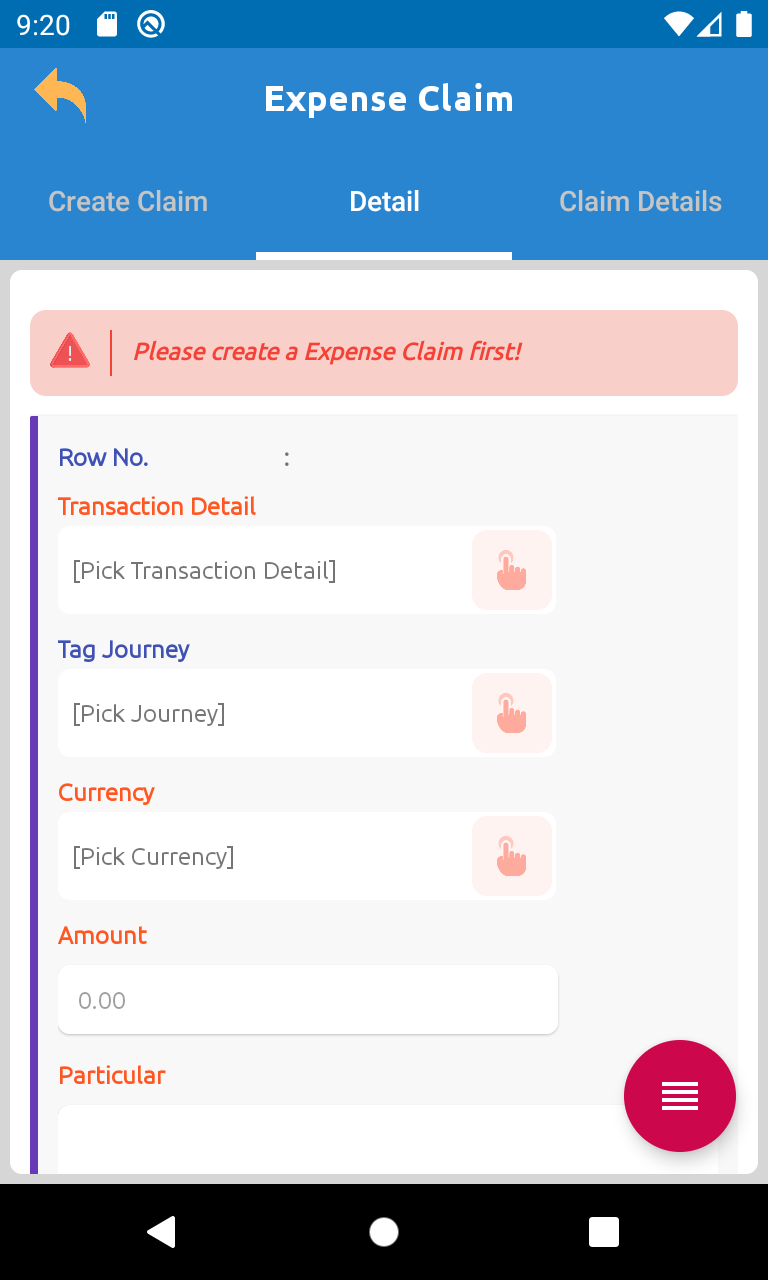 9:20
Expense Claim
Create Claim
Detail
Claim Details
Please create a Expense Claim first!
Row No. :
Transaction Detail
[Pick Transaction Detail]
Tag Journey
[Pick Journey]
Currency
[Pick Currency]
Amount
0.00
Particular